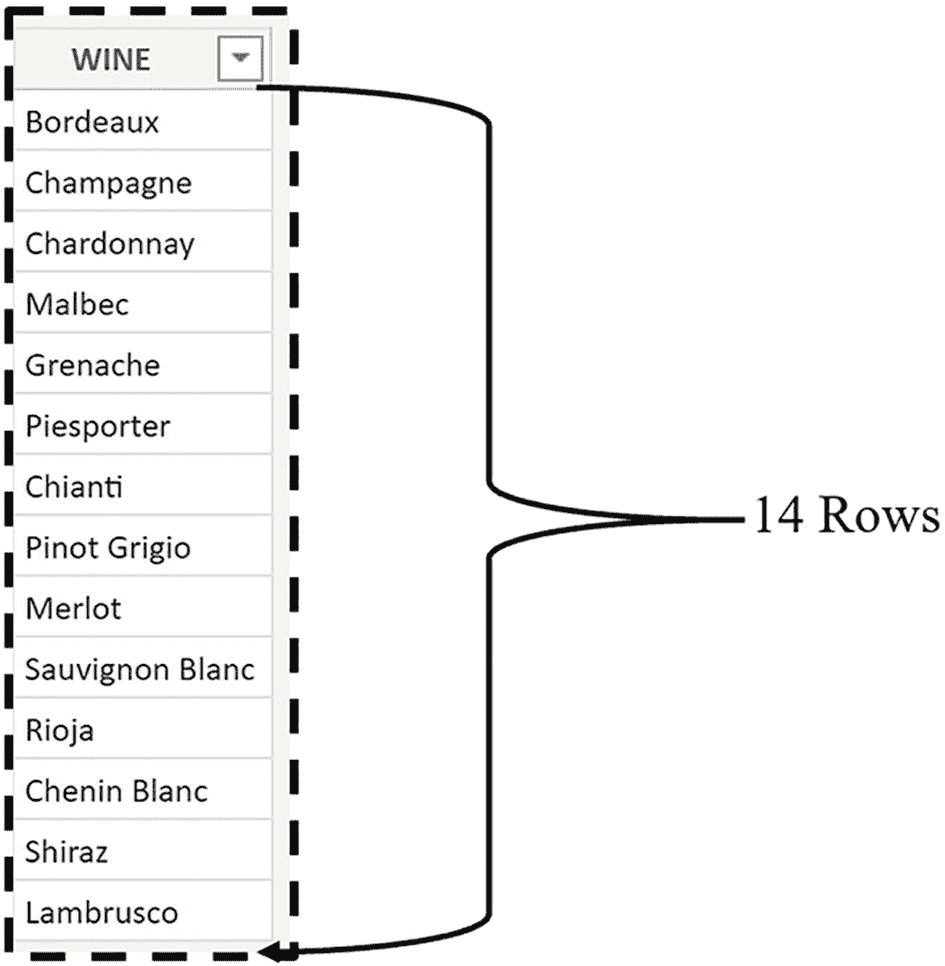 WINE
Bordeaux
Champagne
Chardonnay
Malbec
Grenache
Piesporter
Chianti
Pinot Grigio
Merlot
Sauvignon Blanc
Rioja
Chenin Blanc
Shiraz
Lambrusco
14 Rows